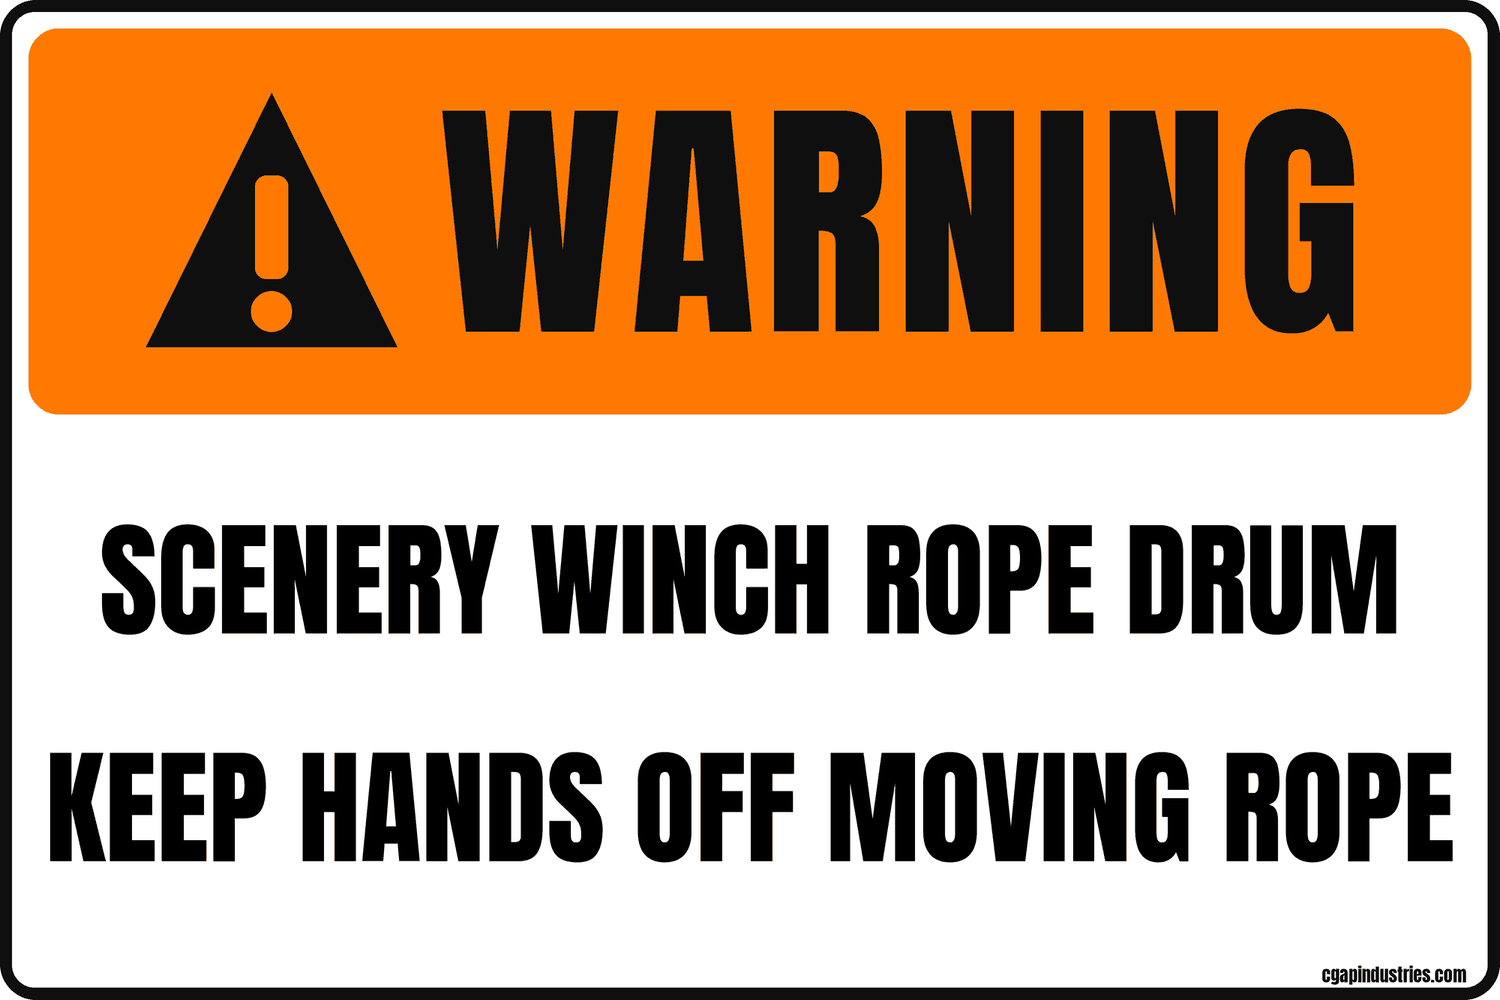 WARNING
SCENERY WINCH ROPE DRUM
KEEP HANDS OFF MOVING ROPE
cgapindustries.com